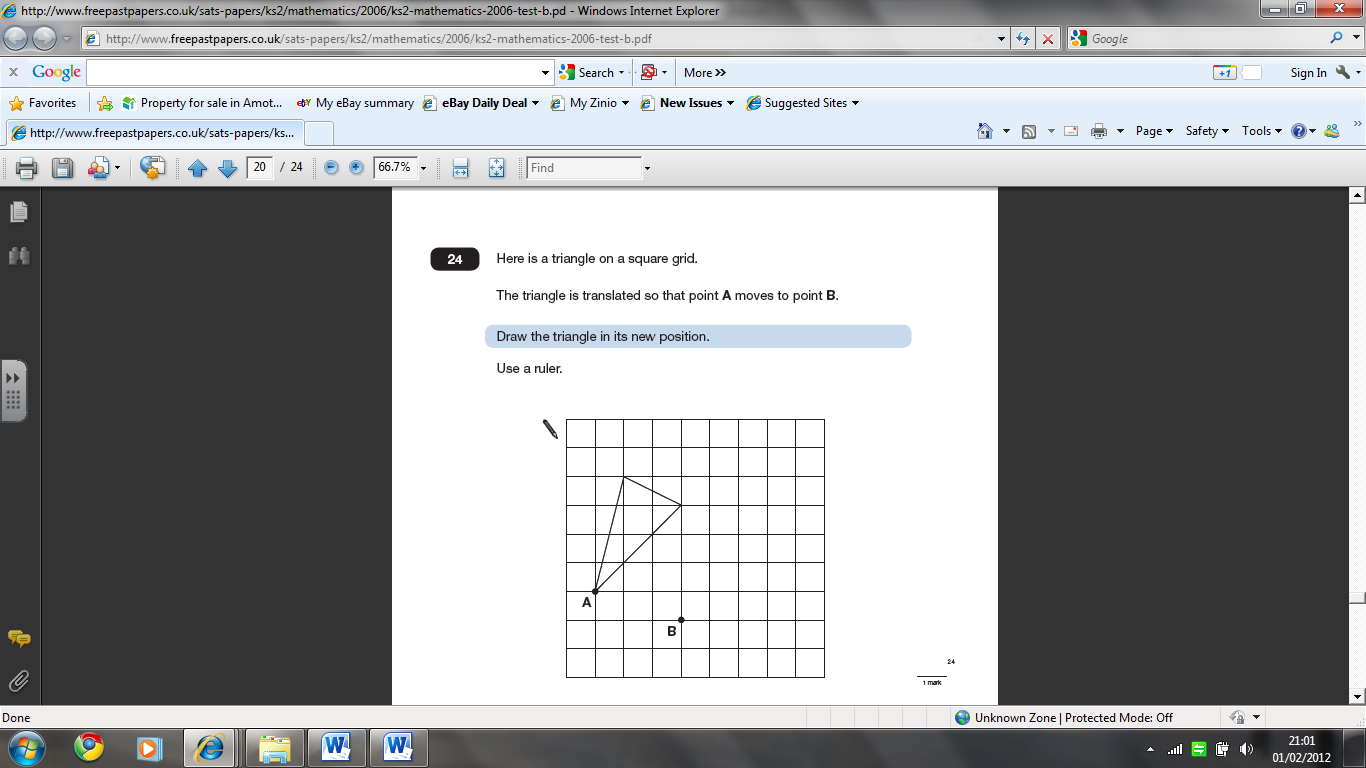 http://www.freepastpapers.co.uk/sats-papers/ks2/mathematics/2006/ks2-mathematics-2006-test-b.pd - Windows Internet Explorer
http://www.freepastpapers.co.uk/sats-papers/ks2/mathematics/2006/ks2-mathematics-2006-test-b.pdf Google
x Google Search More >> +1 Sign In
Favorites Property for sale in Amot... eBay My eBay summary eBay Daily Deal My Zinio New Issues Suggested Sites
http://www.freepastpapers.co.uk/sats-papers/ks... Page Safety Tools
20 / 24 66.7% Find
24 Here is a triangle on a square grid.
The triangle is translated so that point A moves to point B.
Draw the triangle in its new position.
Use a ruler.
A
B
24
1 mark
Done Unknown Zone | Protected Mode: Off
21:01
01/02/2012